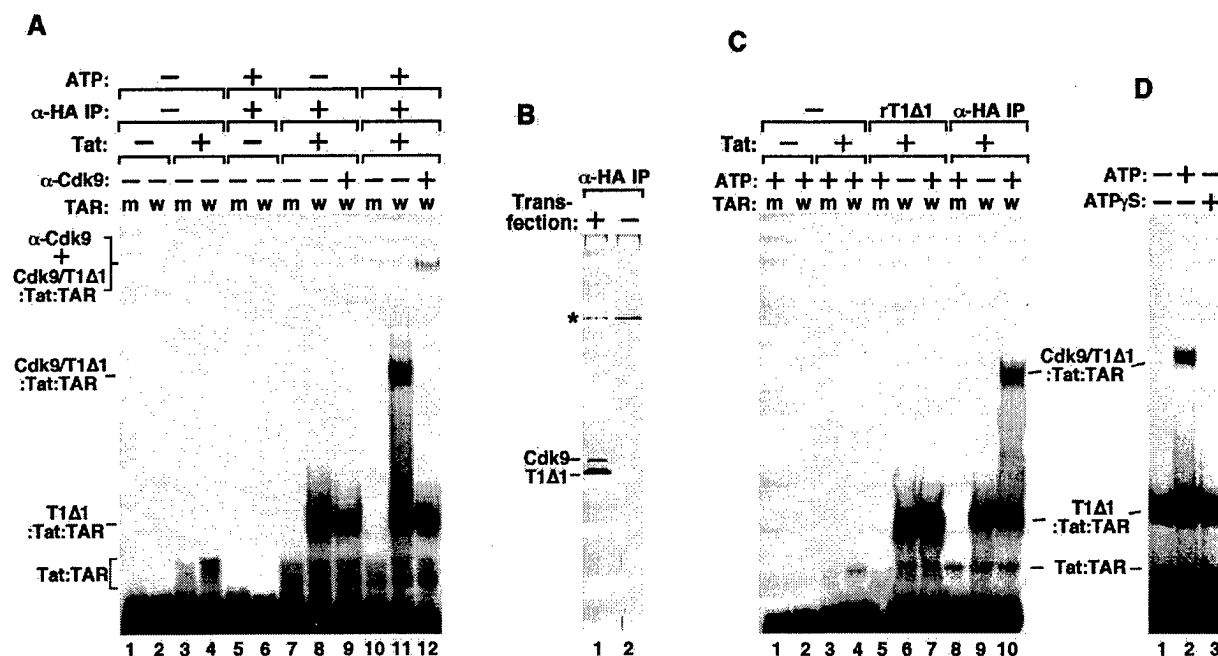 A
ATP: − + − +
α-HA IP: − + + +
Tat: − + − + +
α-Cdk9: − − − − − − − − + − − +
TAR: m w m w m w m w w m w w
α-Cdk9
+
Cdk9/T1Δ1
:Tat:TAR
Cdk9/T1Δ1
:Tat:TAR
T1Δ1
:Tat:TAR
Tat:TAR
1 2 3 4 5 6 7 8 9 10 11 12
B
α-HA IP
Trans-
fection: + −
*
Cdk9
T1Δ1
1 2
C
− rT1Δ1 α-HA IP
Tat: − + + +
ATP: + + + + + − + + − +
TAR: m w m w m w w m w w
Cdk9/T1Δ1
:Tat:TAR
T1Δ1
:Tat:TAR
Tat:TAR
1 2 3 4 5 6 7 8 9 10
D
ATP: − + −
ATPγS: − − +
1 2 3